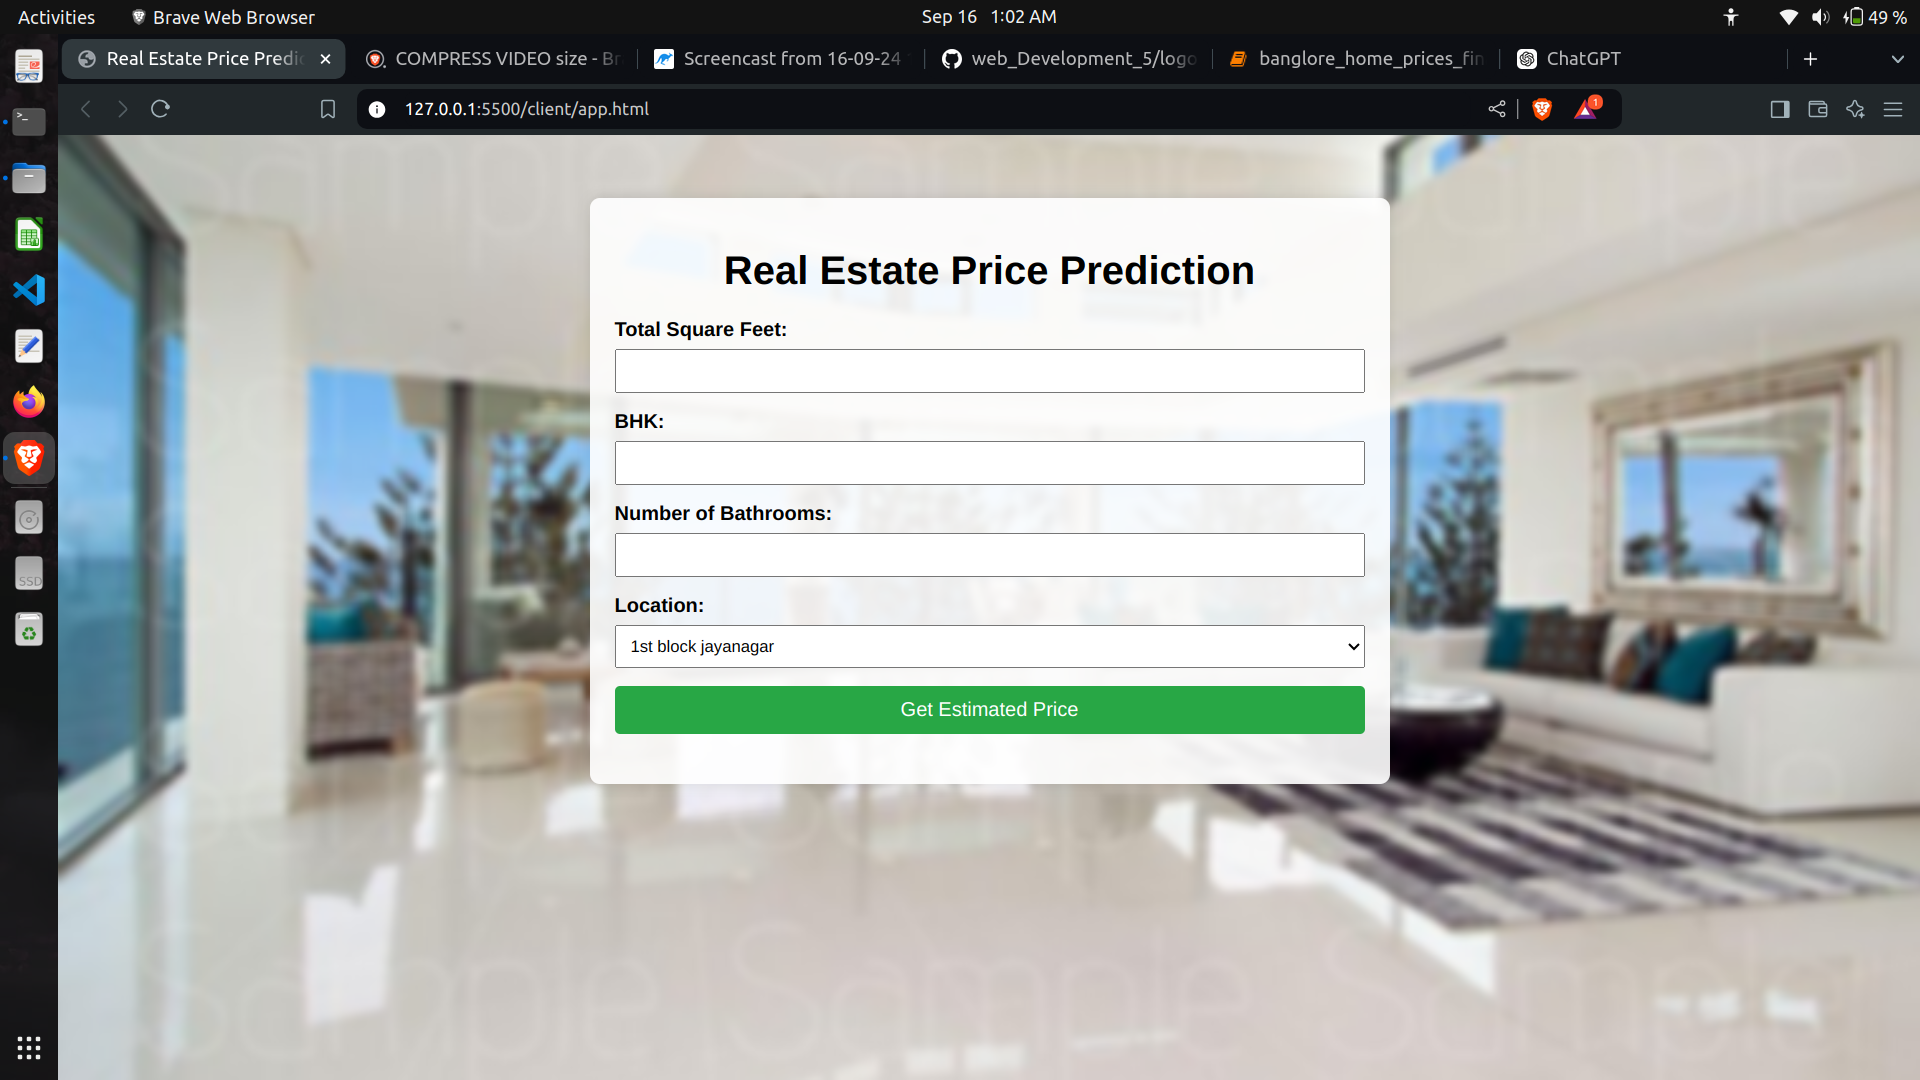 Activities
Brave Web Browser
Sep 16 1:02 AM
49 %
Real Estate Price Predic
COMPRESS VIDEO size - Br
Screencast from 16-09-24
web_Development_5/logo
banglore_home_prices_fin
ChatGPT
127.0.0.1:5500/client/app.html
1
Real Estate Price Prediction
Total Square Feet:
BHK:
Number of Bathrooms:
Location:
1st block jayanagar
Get Estimated Price
SSD
Sample Sample Sample